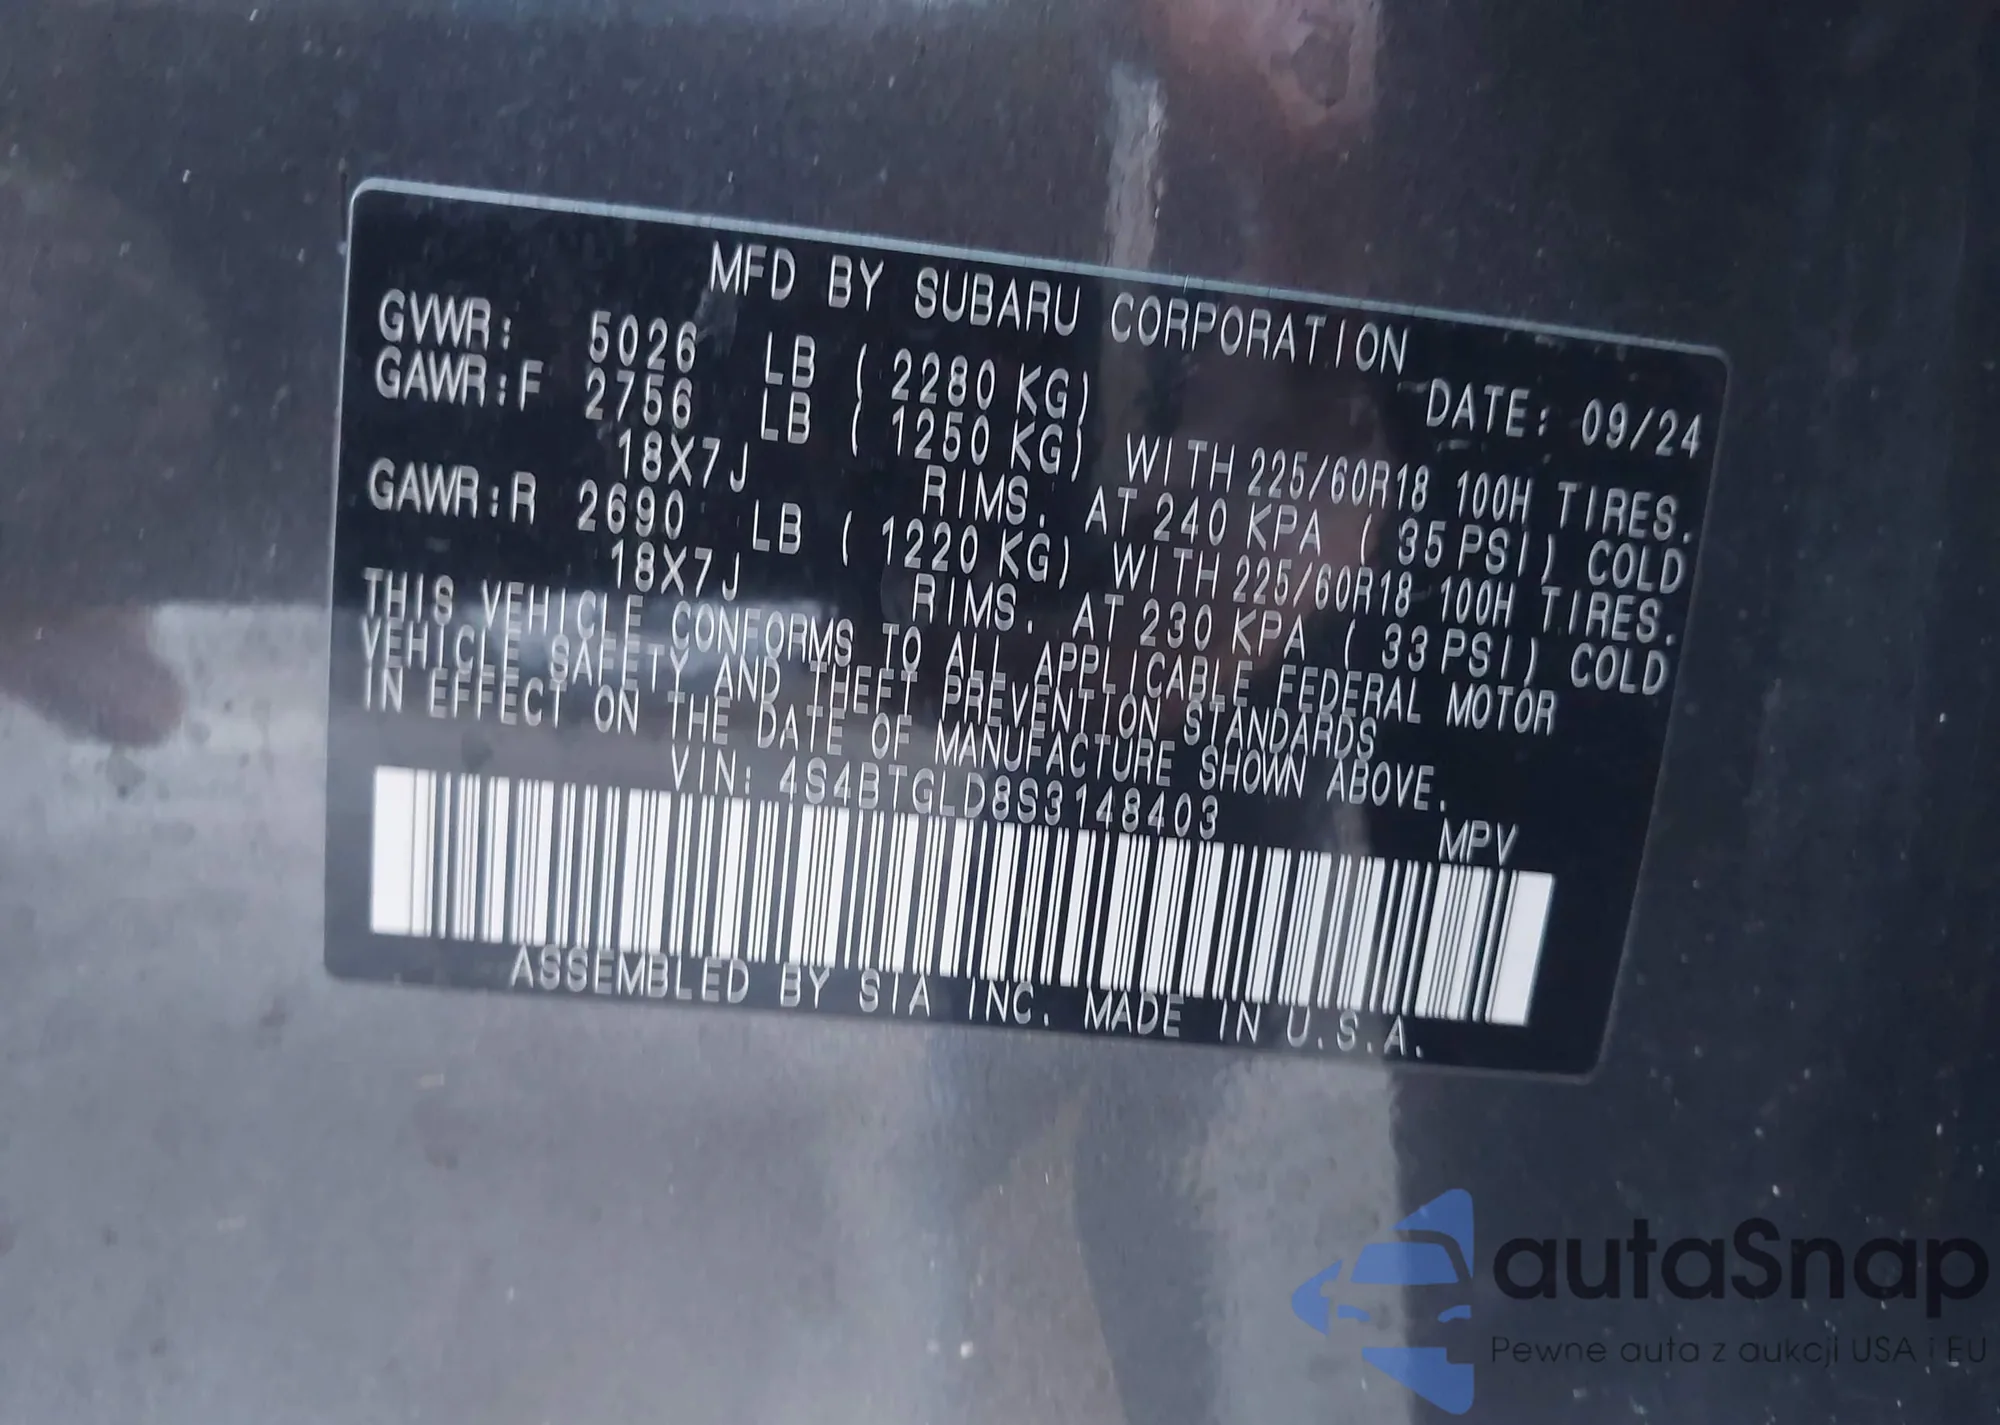 MFD BY SUBARU CORPORATION
DATE: 09/24
GVWR: 5026 LB ( 2280 KG)
GAWR:F 2756 LB ( 1250 KG) WITH 225/60R18 100H TIRES.
18X7J RIMS. AT 240 KPA ( 35 PSI) COLD
GAWR:R 2690 LB ( 1220 KG) WITH 225/60R18 100H TIRES.
18X7J RIMS. AT 230 KPA ( 33 PSI) COLD
THIS VEHICLE CONFORMS TO ALL APPLICABLE FEDERAL MOTOR
VEHICLE SAFETY AND THEFT PREVENTION STANDARDS
IN EFFECT ON THE DATE OF MANUFACTURE SHOWN ABOVE.
VIN: 4S4BTGLD8S3148403 MPV
ASSEMBLED BY SIA INC. MADE IN U.S.A.
autaSnap
Pewne auta z aukcji USA i EU